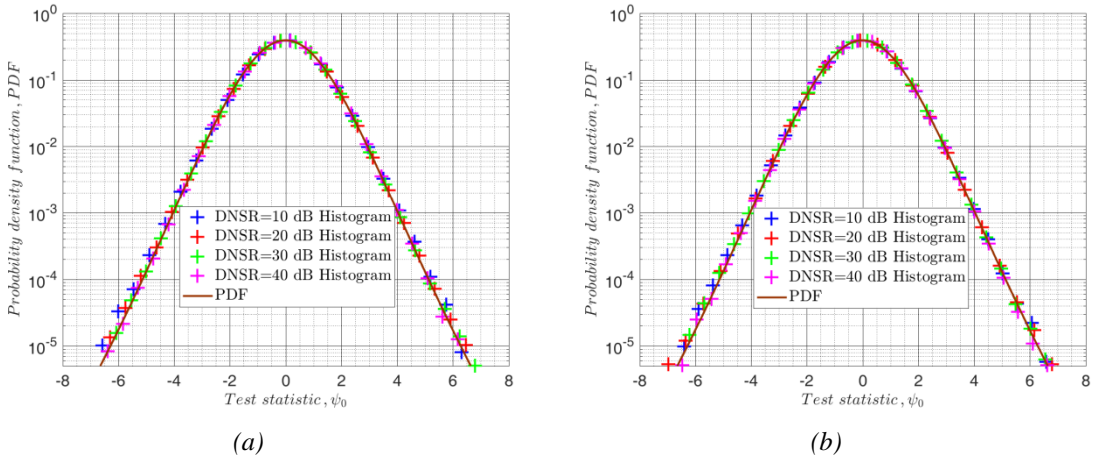 10^0
10^-1
10^-2
10^-3
10^-4
10^-5
Probability density function, PDF
DNSR=10 dB Histogram
DNSR=20 dB Histogram
DNSR=30 dB Histogram
DNSR=40 dB Histogram
PDF
-8 -6 -4 -2 0 2 4 6 8
Test statistic, ψ₀
(a)
10^0
10^-1
10^-2
10^-3
10^-4
10^-5
Probability density function, PDF
DNSR=10 dB Histogram
DNSR=20 dB Histogram
DNSR=30 dB Histogram
DNSR=40 dB Histogram
PDF
-8 -6 -4 -2 0 2 4 6 8
Test statistic, ψ₀
(b)